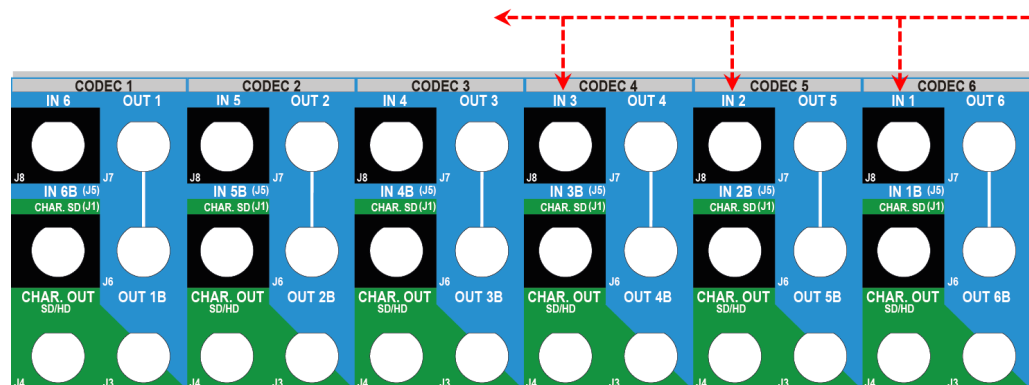 CODEC 1 CODEC 2 CODEC 3 CODEC 4 CODEC 5 CODEC 6
IN 6 OUT 1 IN 5 OUT 2 IN 4 OUT 3 IN 3 OUT 4 IN 2 OUT 5 IN 1 OUT 6
J8 J7 J8 J7 J8 J7 J8 J7 J8 J7 J8 J7
IN 6B (J5) IN 5B (J5) IN 4B (J5) IN 3B (J5) IN 2B (J5) IN 1B (J5)
CHAR. SD (J1) CHAR. SD (J1) CHAR. SD (J1) CHAR. SD (J1) CHAR. SD (J1) CHAR. SD (J1)
J6 J6 J6 J6 J6 J6
CHAR. OUT OUT 1B CHAR. OUT OUT 2B CHAR. OUT OUT 3B CHAR. OUT OUT 4B CHAR. OUT OUT 5B CHAR. OUT OUT 6B
SD/HD SD/HD SD/HD SD/HD SD/HD SD/HD
J4 J3 J4 J3 J4 J3 J4 J3 J4 J3 J4 J3